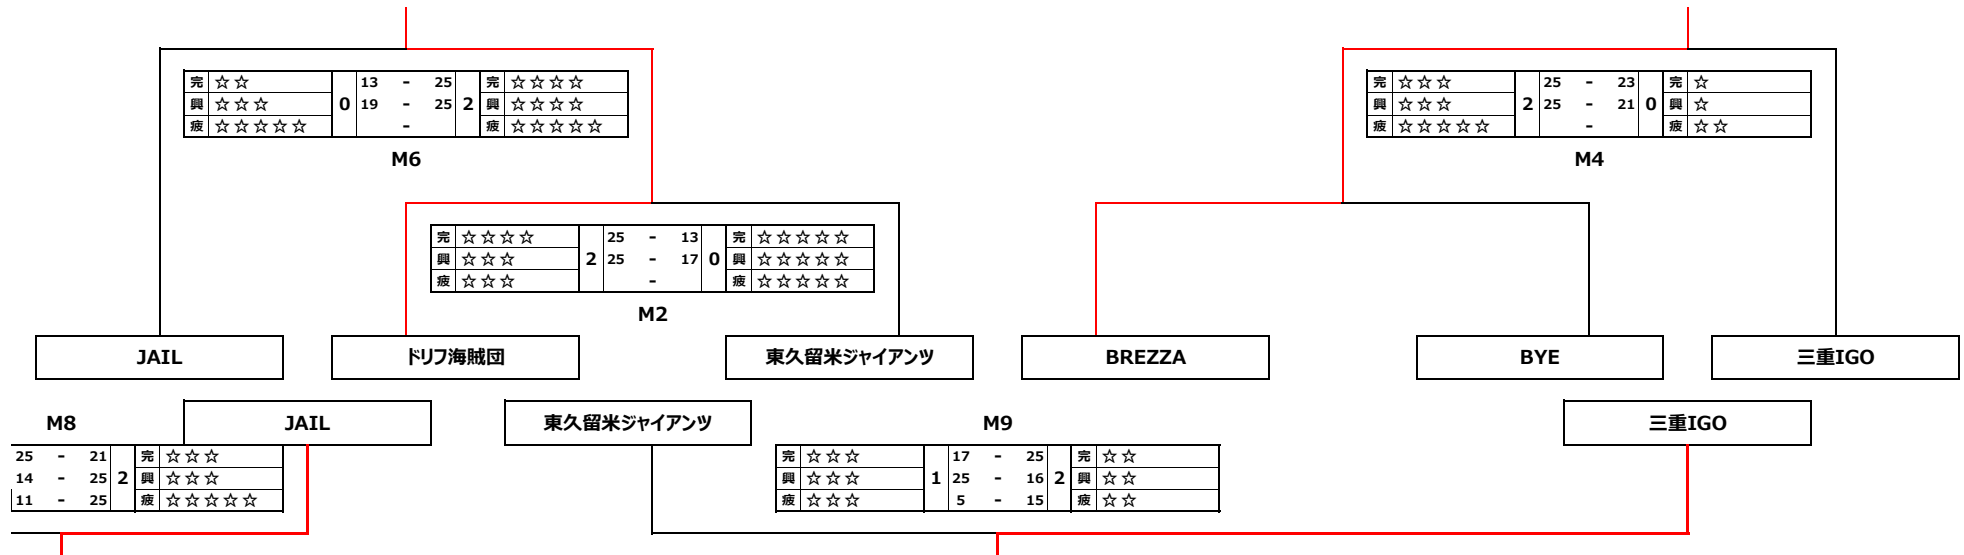 完 ☆☆ 0 13 - 25 2 完 ☆☆☆☆
興 ☆☆☆ 19 - 25 興 ☆☆☆☆
疲 ☆☆☆☆☆ - 疲 ☆☆☆☆☆
M6
完 ☆☆☆ 2 25 - 23 0 完 ☆
興 ☆☆☆ 25 - 21 興 ☆
疲 ☆☆☆☆☆ - 疲 ☆☆
M4
完 ☆☆☆☆ 2 25 - 13 0 完 ☆☆☆☆☆
興 ☆☆☆ 25 - 17 興 ☆☆☆☆☆
疲 ☆☆☆ - 疲 ☆☆☆☆☆
M2
JAIL
ドリフ海賊団
東久留米ジャイアンツ
BREZZA
BYE
三重IGO
M8
JAIL
東久留米ジャイアンツ
M9
三重IGO
25 - 21 2 完 ☆☆☆
14 - 25 興 ☆☆☆
11 - 25 疲 ☆☆☆☆☆
完 ☆☆☆ 1 17 - 25 2 完 ☆☆
興 ☆☆☆ 25 - 16 興 ☆☆
疲 ☆☆☆ 5 - 15 疲 ☆☆